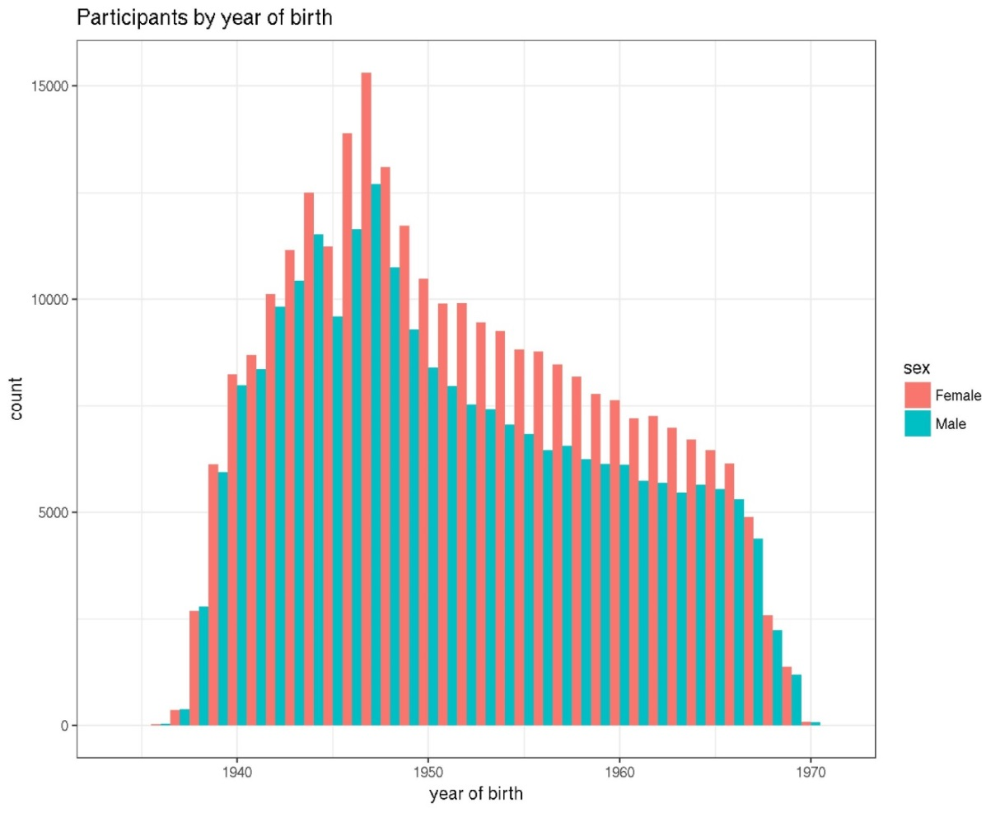 Participants by year of birth
15000
10000
5000
0
count
1940
1950
1960
1970
year of birth
sex
Female
Male